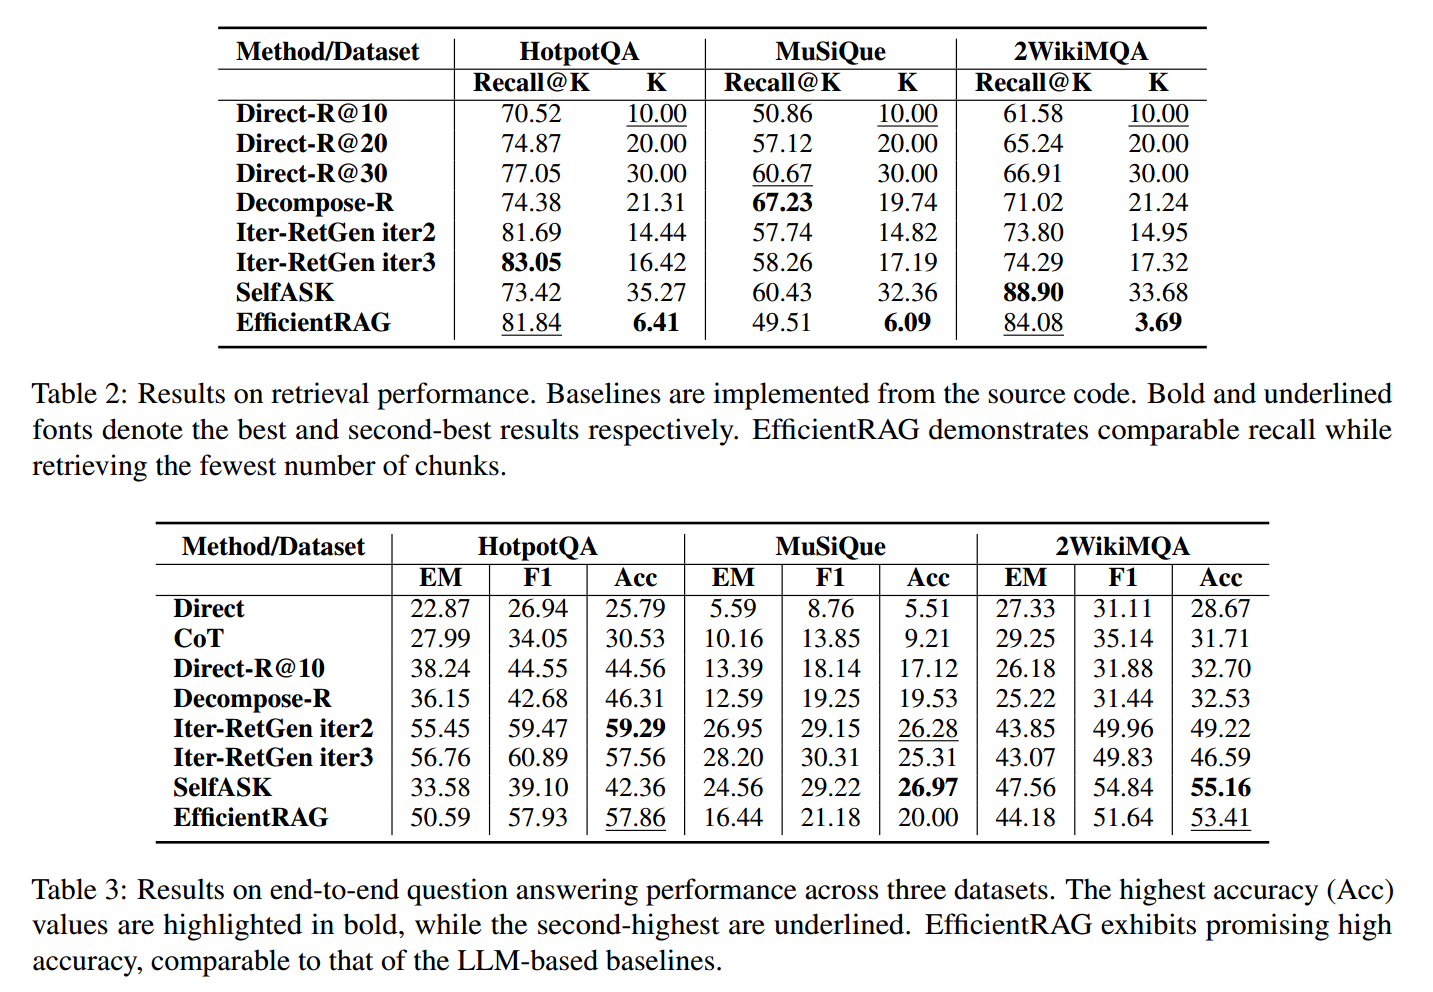 Method/Dataset HotpotQA MuSiQue 2WikiMQA
Recall@K K Recall@K K Recall@K K
Direct-R@10 70.52 10.00 50.86 10.00 61.58 10.00
Direct-R@20 74.87 20.00 57.12 20.00 65.24 20.00
Direct-R@30 77.05 30.00 60.67 30.00 66.91 30.00
Decompose-R 74.38 21.31 67.23 19.74 71.02 21.24
Iter-RetGen iter2 81.69 14.44 57.74 14.82 73.80 14.95
Iter-RetGen iter3 83.05 16.42 58.26 17.19 74.29 17.32
SelfASK 73.42 35.27 60.43 32.36 88.90 33.68
EfficientRAG 81.84 6.41 49.51 6.09 84.08 3.69
Table 2: Results on retrieval performance. Baselines are implemented from the source code. Bold and underlined
fonts denote the best and second-best results respectively. EfficientRAG demonstrates comparable recall while
retrieving the fewest number of chunks.
Method/Dataset HotpotQA MuSiQue 2WikiMQA
EM F1 Acc EM F1 Acc EM F1 Acc
Direct 22.87 26.94 25.79 5.59 8.76 5.51 27.33 31.11 28.67
CoT 27.99 34.05 30.53 10.16 13.85 9.21 29.25 35.14 31.71
Direct-R@10 38.24 44.55 44.56 13.39 18.14 17.12 26.18 31.88 32.70
Decompose-R 36.15 42.68 46.31 12.59 19.25 19.53 25.22 31.44 32.53
Iter-RetGen iter2 55.45 59.47 59.29 26.95 29.15 26.28 43.85 49.96 49.22
Iter-RetGen iter3 56.76 60.89 57.56 28.20 30.31 25.31 43.07 49.83 46.59
SelfASK 33.58 39.10 42.36 24.56 29.22 26.97 47.56 54.84 55.16
EfficientRAG 50.59 57.93 57.86 16.44 21.18 20.00 44.18 51.64 53.41
Table 3: Results on end-to-end question answering performance across three datasets. The highest accuracy (Acc)
values are highlighted in bold, while the second-highest are underlined. EfficientRAG exhibits promising high
accuracy, comparable to that of the LLM-based baselines.